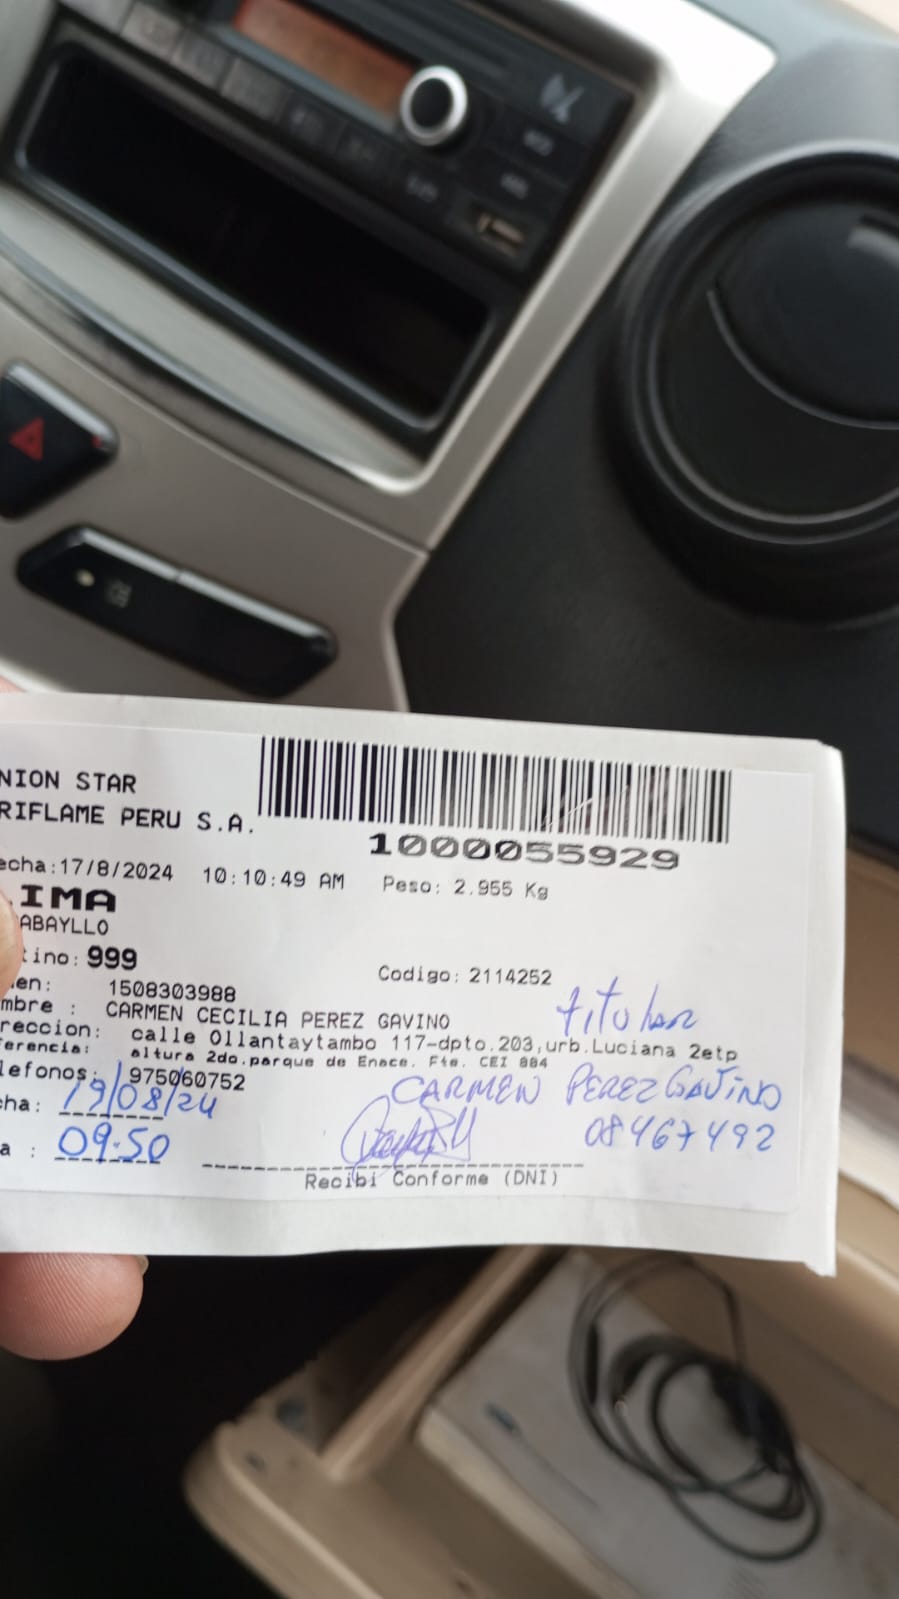 NION STAR
RIFLAME PERU S.A.
1000055929
echa:17/8/2024 10:10:49 AM Peso: 2.955 Kg
IMA
ABAYLLO
tino: 999
Codigo: 2114252
en: 1508303988
mbre : CARMEN CECILIA PEREZ GAVINO
titular
reccion: calle Ollantaytambo 117-dpto.203,urb.Luciana 2etp
ferencia: altura 2do.parque de Enace. Fte. CEI 884
lefonos: 975060752
CARMEN PEREZ GAVINO
cha: 19/08/24
08467492
a : 09:50
Recibi Conforme (DNI)